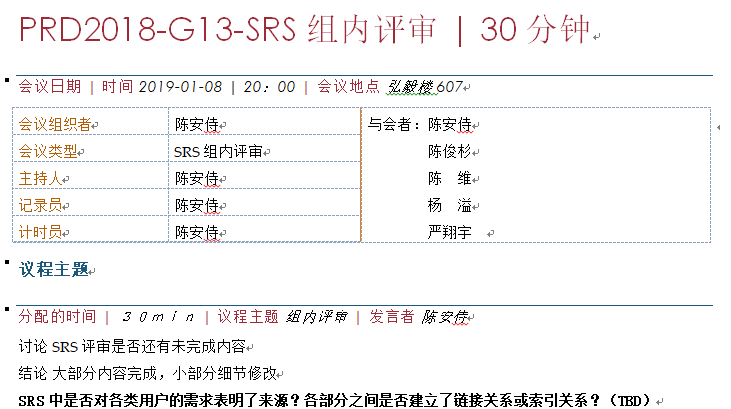 PRD2018-G13-SRS 组内评审 | 30 分钟
会议日期 | 时间 2019-01-08 | 20：00 | 会议地点 弘毅楼 607
会议组织者 陈安侍 与会者：陈安侍
会议类型 SRS 组内评审 陈俊杉
主持人 陈安侍 陈 维
记录员 陈安侍 杨 溢
计时员 陈安侍 严翔宇
议程主题
分配的时间 | ３０ｍｉｎ | 议程主题 组内评审 | 发言者 陈安侍
讨论 SRS 评审是否还有未完成内容
结论 大部分内容完成，小部分细节修改
SRS 中是否对各类用户的需求表明了来源？各部分之间是否建立了链接关系或索引关系？（TBD）